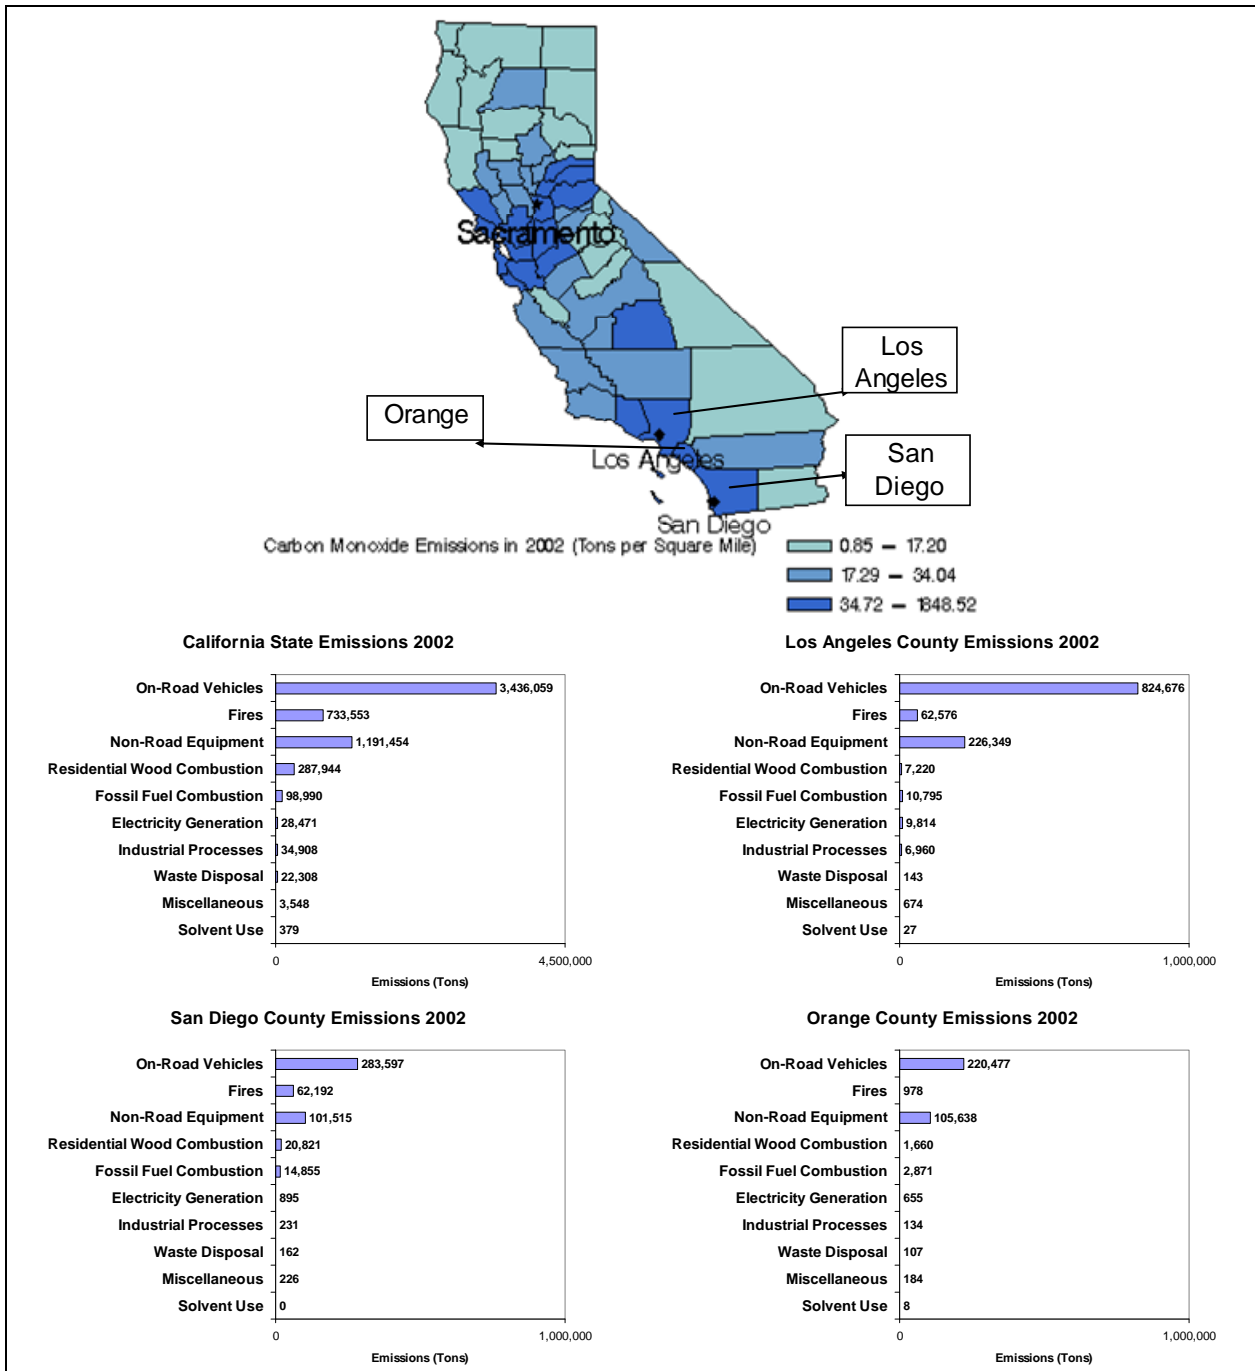 Sacramento
Los
Angeles
Orange
Los Angeles
San
Diego
San Diego
Carbon Monoxide Emissions in 2002 (Tons per Square Mile)
0.85 – 17.20
17.29 – 34.04
34.72 – 1848.52
California State Emissions 2002
On-Road Vehicles 3,436,059
Fires 733,553
Non-Road Equipment 1,191,454
Residential Wood Combustion 287,944
Fossil Fuel Combustion 98,990
Electricity Generation 28,471
Industrial Processes 34,908
Waste Disposal 22,308
Miscellaneous 3,548
Solvent Use 379
0 4,500,000
Emissions (Tons)
Los Angeles County Emissions 2002
On-Road Vehicles 824,676
Fires 62,576
Non-Road Equipment 226,349
Residential Wood Combustion 7,220
Fossil Fuel Combustion 10,795
Electricity Generation 9,814
Industrial Processes 6,960
Waste Disposal 143
Miscellaneous 674
Solvent Use 27
0 1,000,000
Emissions (Tons)
San Diego County Emissions 2002
On-Road Vehicles 283,597
Fires 62,192
Non-Road Equipment 101,515
Residential Wood Combustion 20,821
Fossil Fuel Combustion 14,855
Electricity Generation 895
Industrial Processes 231
Waste Disposal 162
Miscellaneous 226
Solvent Use 0
0 1,000,000
Emissions (Tons)
Orange County Emissions 2002
On-Road Vehicles 220,477
Fires 978
Non-Road Equipment 105,638
Residential Wood Combustion 1,660
Fossil Fuel Combustion 2,871
Electricity Generation 655
Industrial Processes 134
Waste Disposal 107
Miscellaneous 184
Solvent Use 8
0 1,000,000
Emissions (Tons)